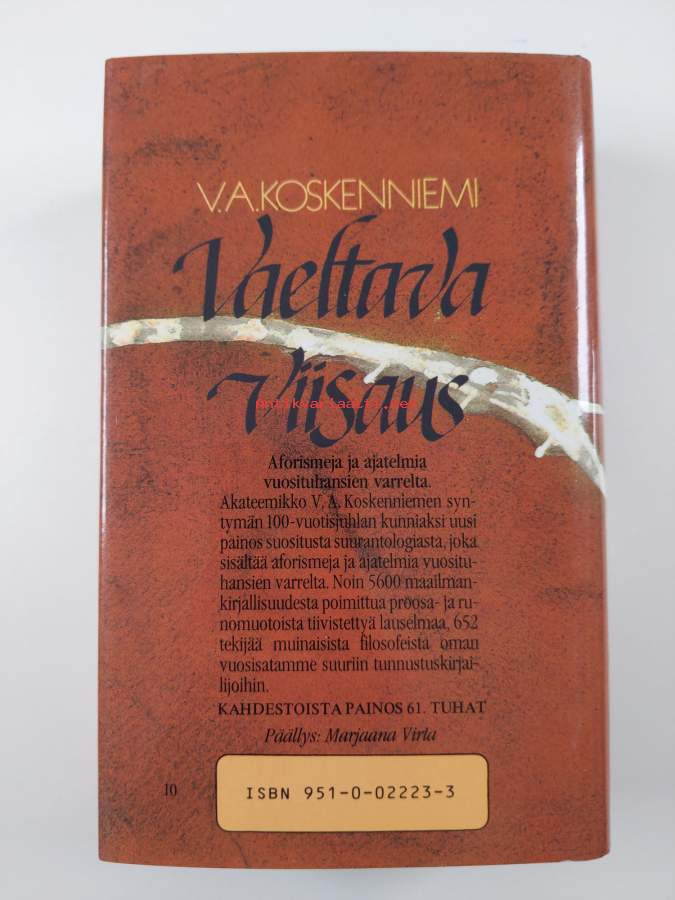 V.A.KOSKENNIEMI
Vaeltava
Viisaus
antikvariaatti.net
Aforismeja ja ajatelmia
vuosituhansien varrelta.
Akateemikko V. A. Koskenniemen syn-
tymän 100-vuotisjuhlan kunniaksi uusi
painos suositusta suurantologiasta, joka
sisältää aforismeja ja ajatelmia vuositu-
hansien varrelta. Noin 5600 maailman-
kirjallisuudesta poimittua proosa- ja ru-
nomuotoista tiivistettyä lauselmaa, 652
tekijää muinaisista filosofeista oman
vuosisatamme suuriin tunnustuskirjai-
lijoihin.
KAHDESTOISTA PAINOS 61. TUHAT
Päällys: Marjaana Virta
10
ISBN 951-0-02223-3